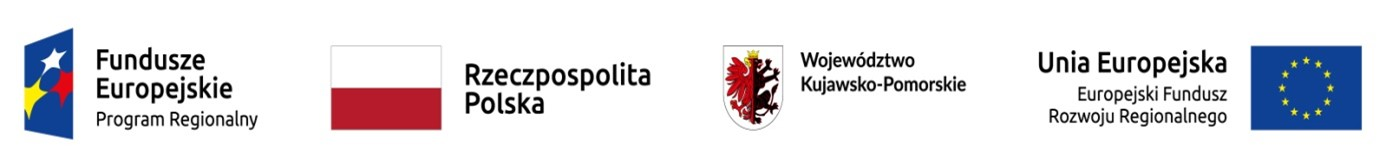 Fundusze
Europejskie
Program Regionalny
Rzeczpospolita
Polska
Województwo
Kujawsko-Pomorskie
Unia Europejska
Europejski Fundusz
Rozwoju Regionalnego